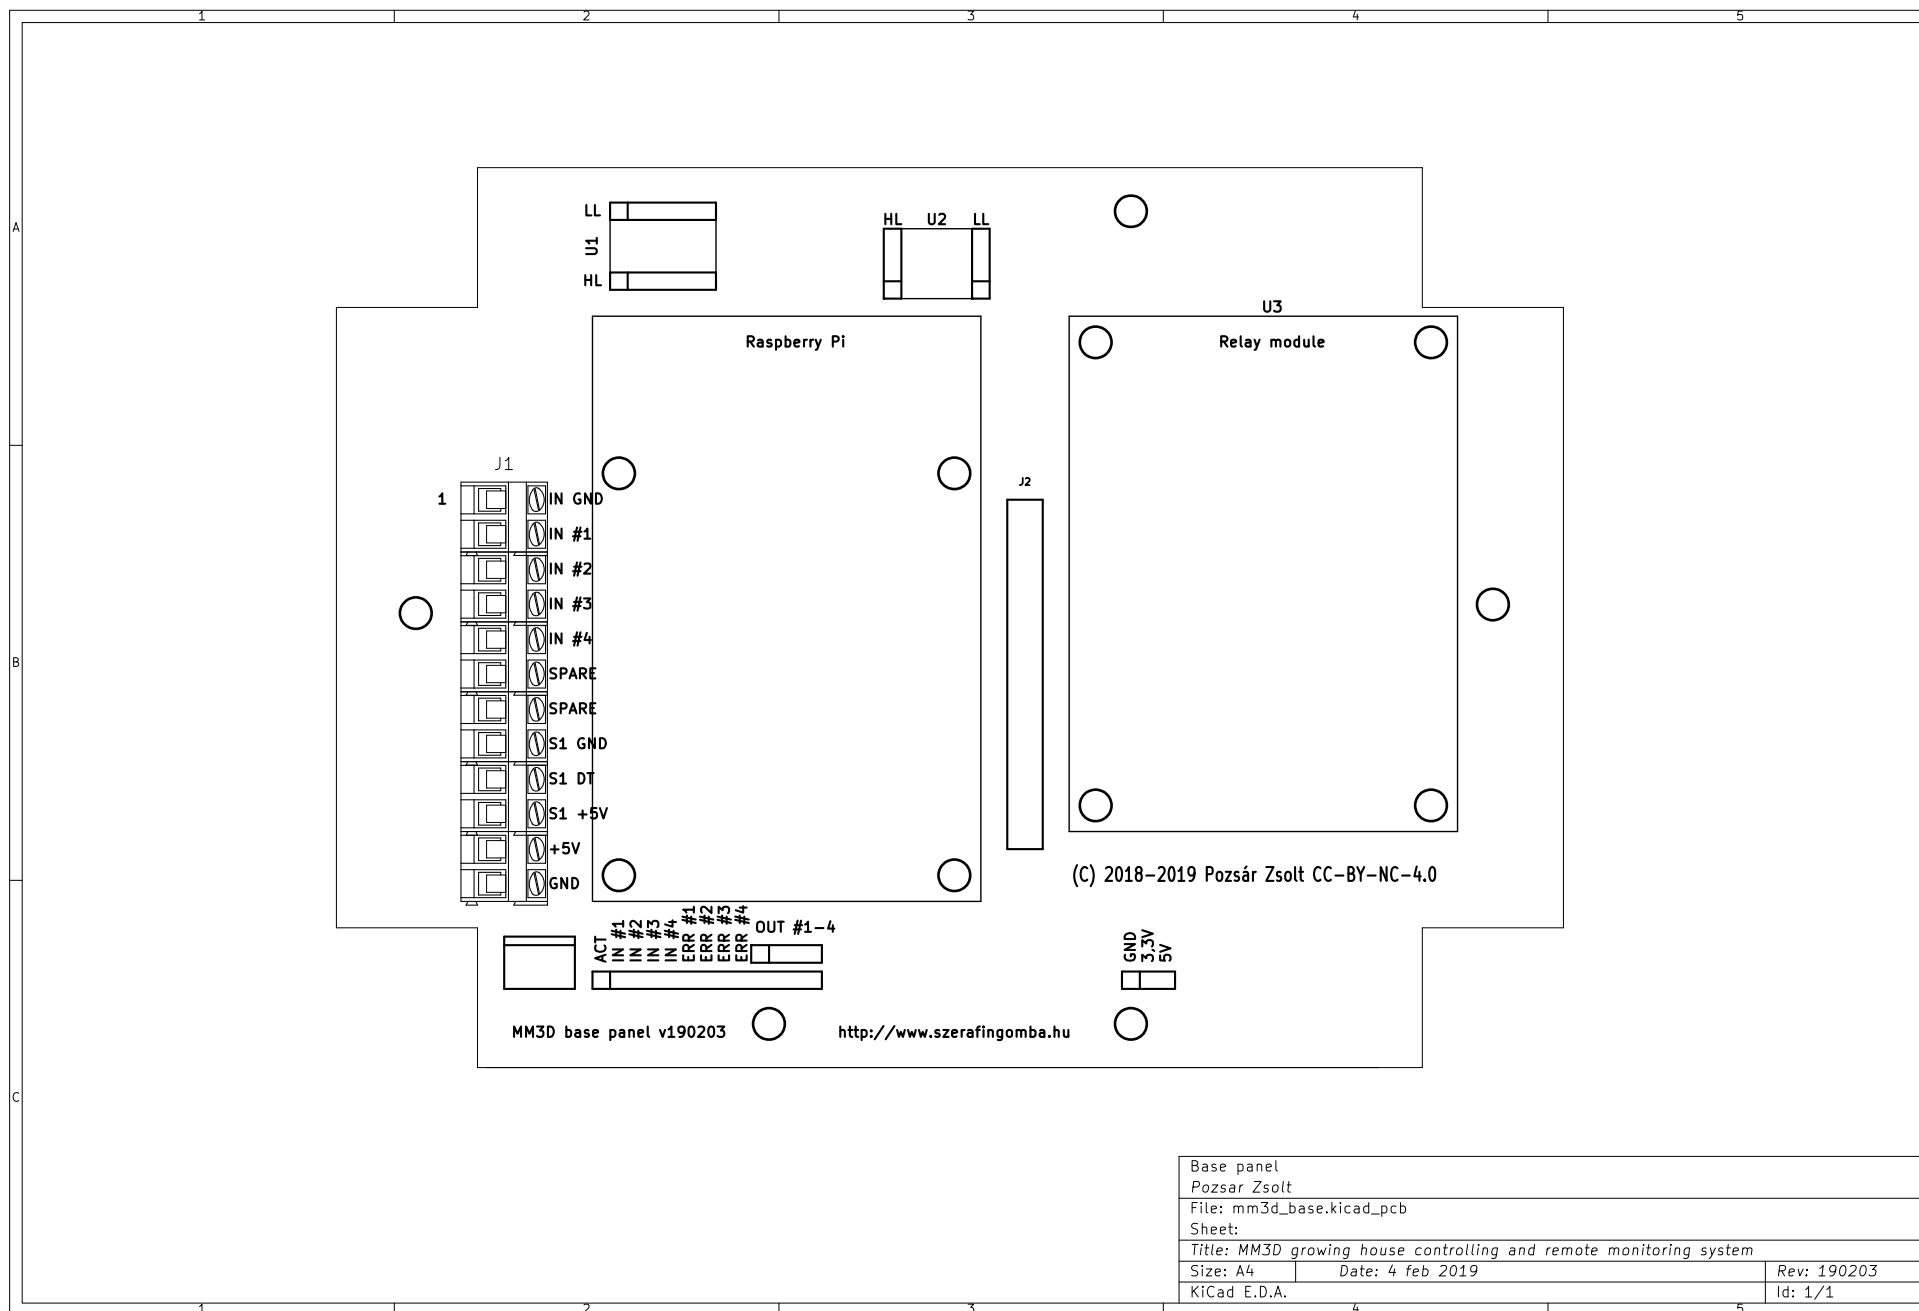 1 2 3 4 5
A
LL
U1
HL
HL U2 LL
U3
Raspberry Pi
Relay module
J1
1
IN GND
IN #1
IN #2
IN #3
IN #4
SPARE
SPARE
S1 GND
S1 DT
S1 +5V
+5V
GND
J2
B
(C) 2018-2019 Pozsár Zsolt CC-BY-NC-4.0
ACT
IN #1
IN #2
IN #3
IN #4
ERR #1
ERR #2
ERR #3
ERR #4
OUT #1-4
GND
3.3V
5V
MM3D base panel v190203
http://www.szerafingomba.hu
C
Base panel
Pozsar Zsolt
File: mm3d_base.kicad_pcb
Sheet:
Title: MM3D growing house controlling and remote monitoring system
Size: A4 Date: 4 feb 2019 Rev: 190203
KiCad E.D.A. Id: 1/1
1 2 3 4 5